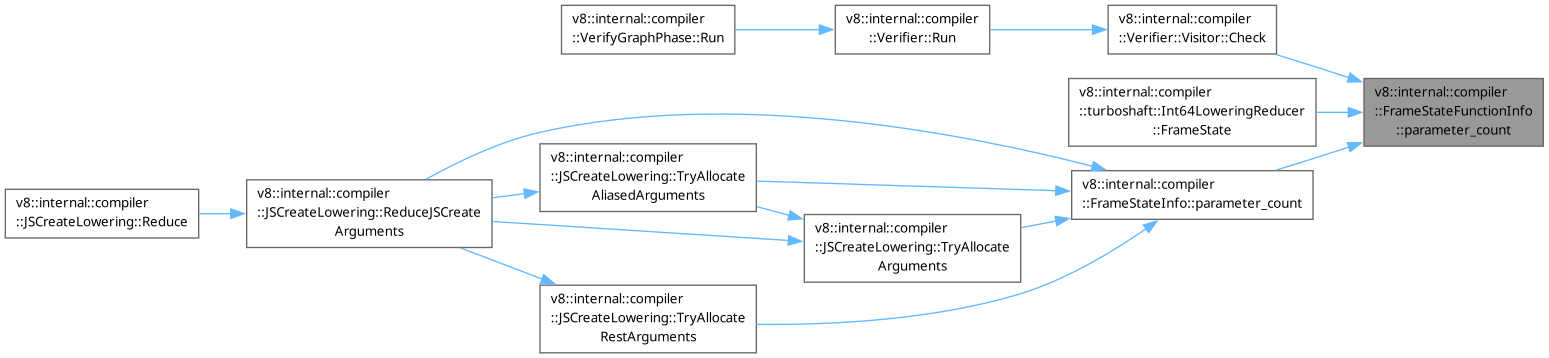 v8::internal::compiler
::VerifyGraphPhase::Run
v8::internal::compiler
::Verifier::Run
v8::internal::compiler
::Verifier::Visitor::Check
v8::internal::compiler
::turboshaft::Int64LoweringReducer
::FrameState
v8::internal::compiler
::FrameStateFunctionInfo
::parameter_count
v8::internal::compiler
::JSCreateLowering::TryAllocate
AliasedArguments
v8::internal::compiler
::FrameStateInfo::parameter_count
v8::internal::compiler
::JSCreateLowering::Reduce
v8::internal::compiler
::JSCreateLowering::ReduceJSCreate
Arguments
v8::internal::compiler
::JSCreateLowering::TryAllocate
Arguments
v8::internal::compiler
::JSCreateLowering::TryAllocate
RestArguments